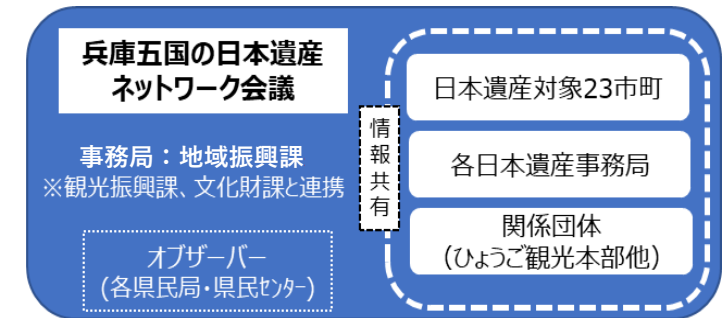 兵庫五国の日本遺産
ネットワーク会議
事務局：地域振興課
※観光振興課、文化財課と連携
オブザーバー
(各県民局・県民ｾﾝﾀｰ)
情報共有
日本遺産対象23市町
各日本遺産事務局
関係団体
(ひょうご観光本部他)